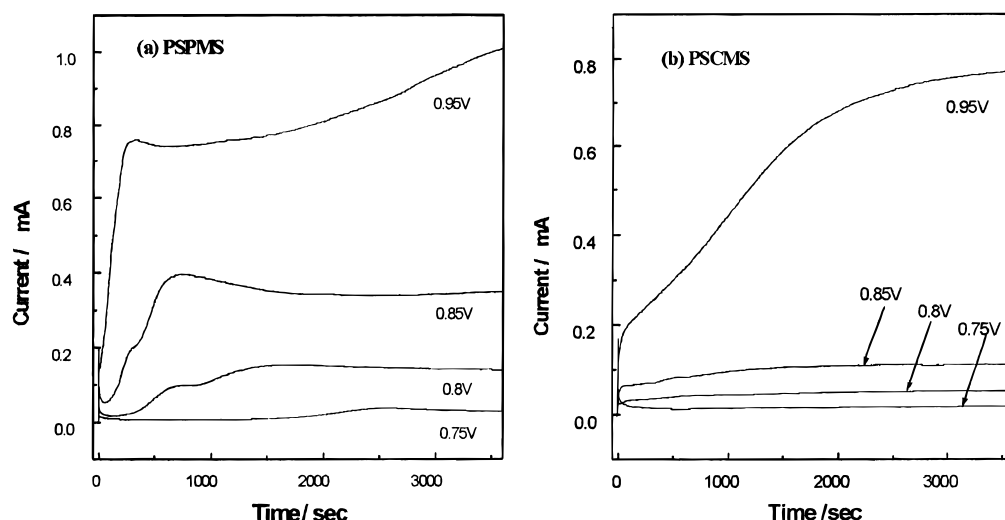 (a) PSPMS
1.0
0.8
0.6
0.4
0.2
0.0
Current / mA
0.95V
0.85V
0.8V
0.75V
0
1000
2000
3000
Time/ sec
(b) PSCMS
0.8
0.6
0.4
0.2
0.0
Current / mA
0.95V
0.85V
0.8V
0.75V
0
1000
2000
3000
Time /sec